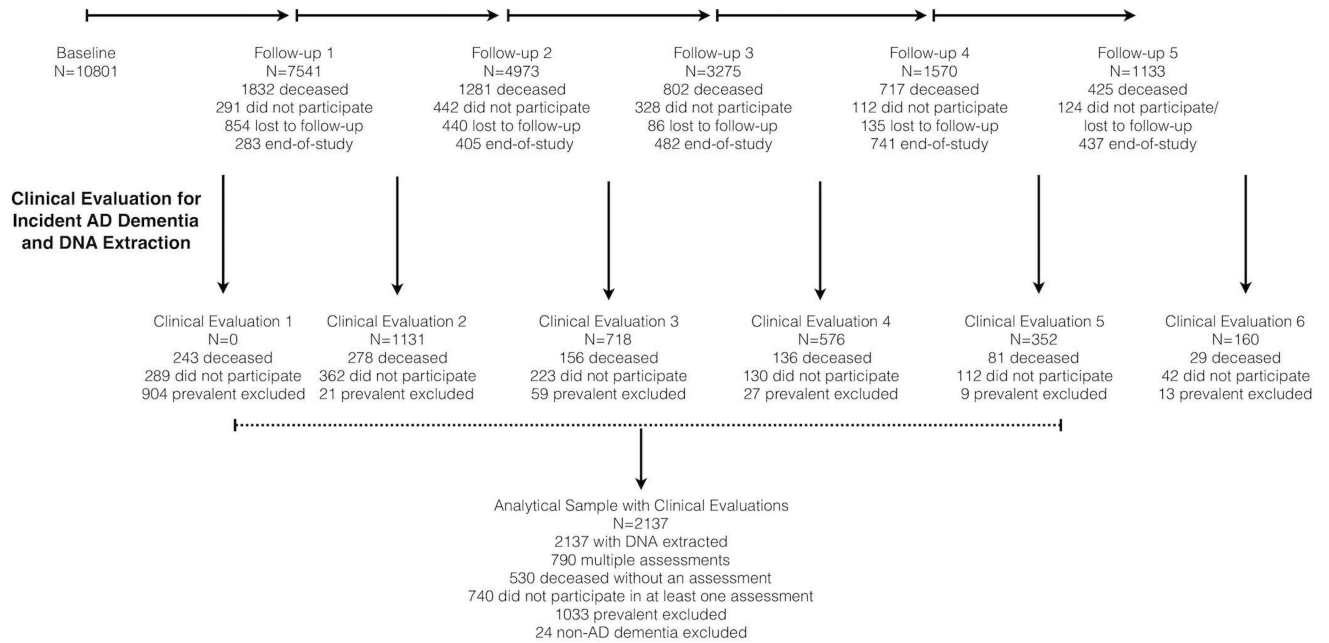 Baseline
N=10801
Follow-up 1
N=7541
1832 deceased
291 did not participate
854 lost to follow-up
283 end-of-study
Follow-up 2
N=4973
1281 deceased
442 did not participate
440 lost to follow-up
405 end-of-study
Follow-up 3
N=3275
802 deceased
328 did not participate
86 lost to follow-up
482 end-of-study
Follow-up 4
N=1570
717 deceased
112 did not participate
135 lost to follow-up
741 end-of-study
Follow-up 5
N=1133
425 deceased
124 did not participate/
lost to follow-up
437 end-of-study
Clinical Evaluation for
Incident AD Dementia
and DNA Extraction
Clinical Evaluation 1
N=0
243 deceased
289 did not participate
904 prevalent excluded
Clinical Evaluation 2
N=1131
278 deceased
362 did not participate
21 prevalent excluded
Clinical Evaluation 3
N=718
156 deceased
223 did not participate
59 prevalent excluded
Clinical Evaluation 4
N=576
136 deceased
130 did not participate
27 prevalent excluded
Clinical Evaluation 5
N=352
81 deceased
112 did not participate
9 prevalent excluded
Clinical Evaluation 6
N=160
29 deceased
42 did not participate
13 prevalent excluded
Analytical Sample with Clinical Evaluations
N=2137
2137 with DNA extracted
790 multiple assessments
530 deceased without an assessment
740 did not participate in at least one assessment
1033 prevalent excluded
24 non-AD dementia excluded